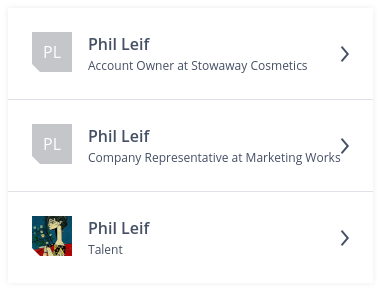 PL
Phil Leif
Account Owner at Stowaway Cosmetics
PL
Phil Leif
Company Representative at Marketing Works
Phil Leif
Talent